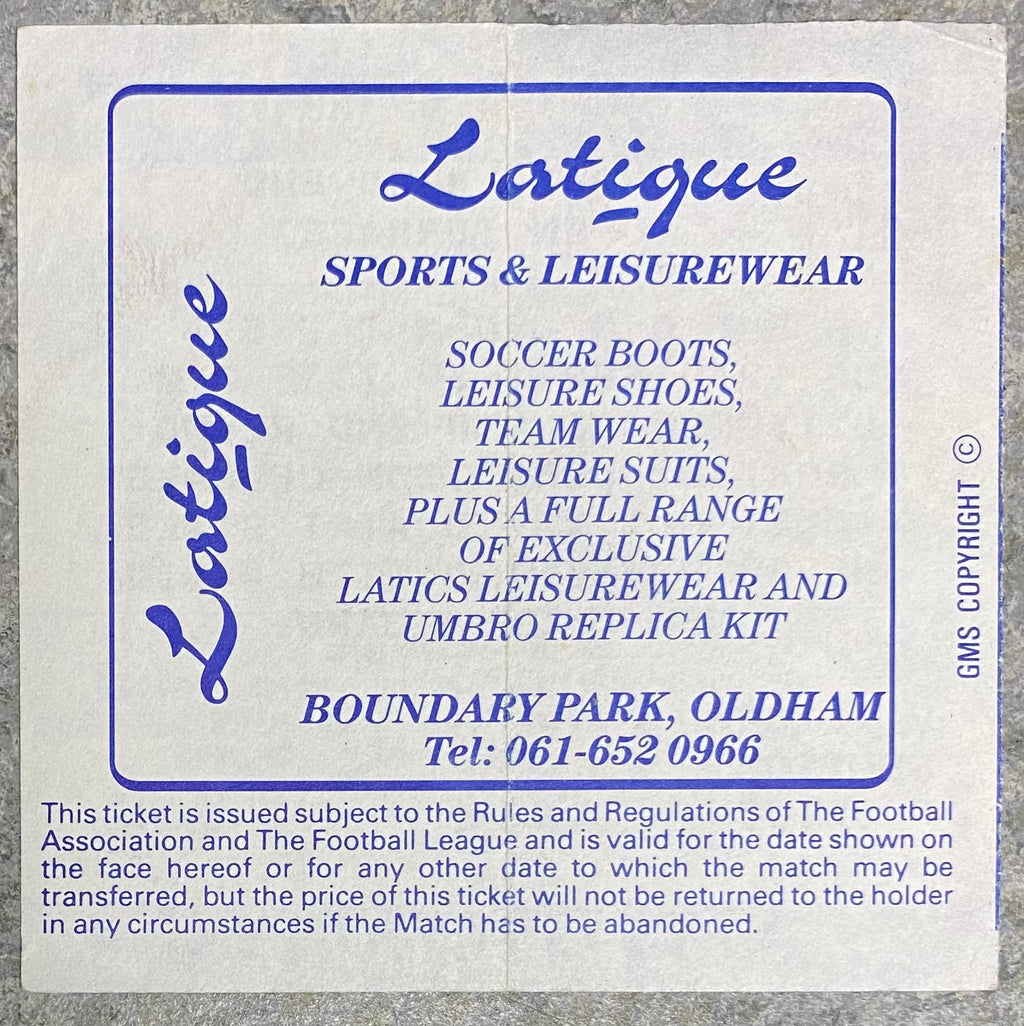 Latique
SPORTS & LEISUREWEAR
SOCCER BOOTS,
LEISURE SHOES,
TEAM WEAR,
LEISURE SUITS,
PLUS A FULL RANGE
OF EXCLUSIVE
LATICS LEISUREWEAR AND
UMBRO REPLICA KIT
BOUNDARY PARK, OLDHAM
Tel: 061-652 0966
Latique
GMS COPYRIGHT ©
This ticket is issued subject to the Rules and Regulations of The Football
Association and The Football League and is valid for the date shown on
the face hereof or for any other date to which the match may be
transferred, but the price of this ticket will not be returned to the holder
in any circumstances if the Match has to be abandoned.